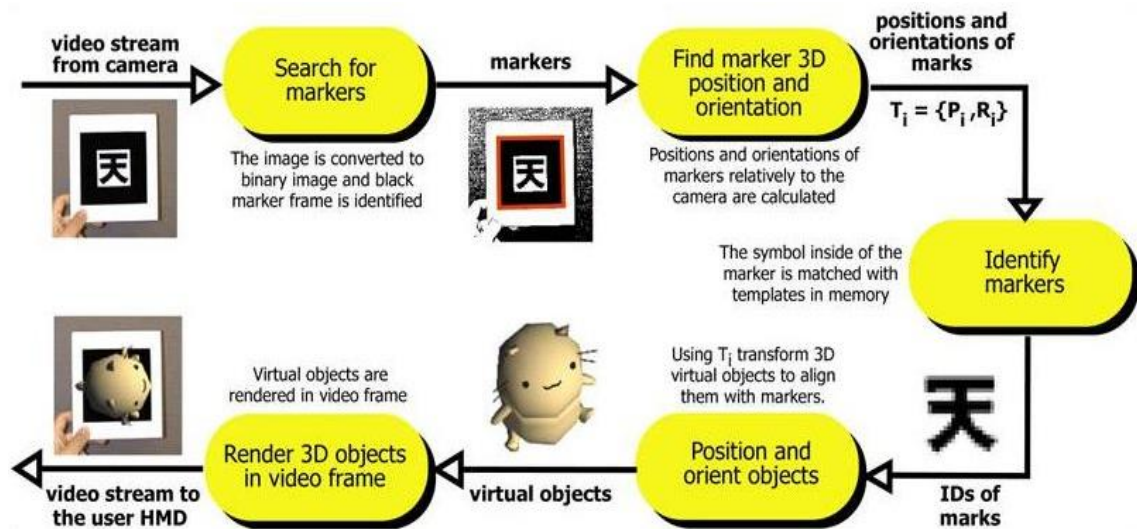 video stream
from camera
Search for
markers
The image is converted to
binary image and black
marker frame is identified
天
markers
天
Find marker 3D
position and
orientation
Positions and orientations of
markers relatively to the
camera are calculated
positions and
orientations of
marks
Ti = {Pi ,Ri}
Identify
markers
The symbol inside of the
marker is matched with
templates in memory
天
IDs of
marks
Position and
orient objects
Using Ti transform 3D
virtual objects to align
them with markers.
virtual objects
Render 3D objects
in video frame
Virtual objects are
rendered in video frame
video stream to
the user HMD